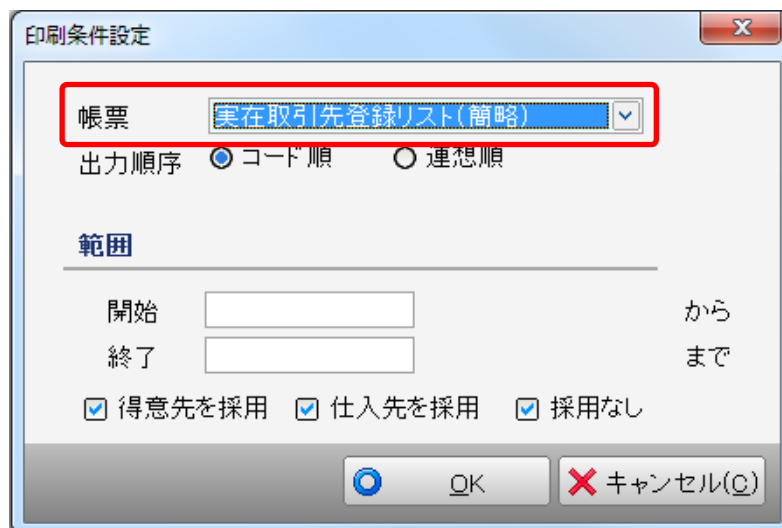 印刷条件設定
帳票 実在取引先登録リスト(簡略)
出力順序 コード順 連想順
範囲
開始 から
終了 まで
得意先を採用 仕入先を採用 採用なし
OK キャンセル(C)